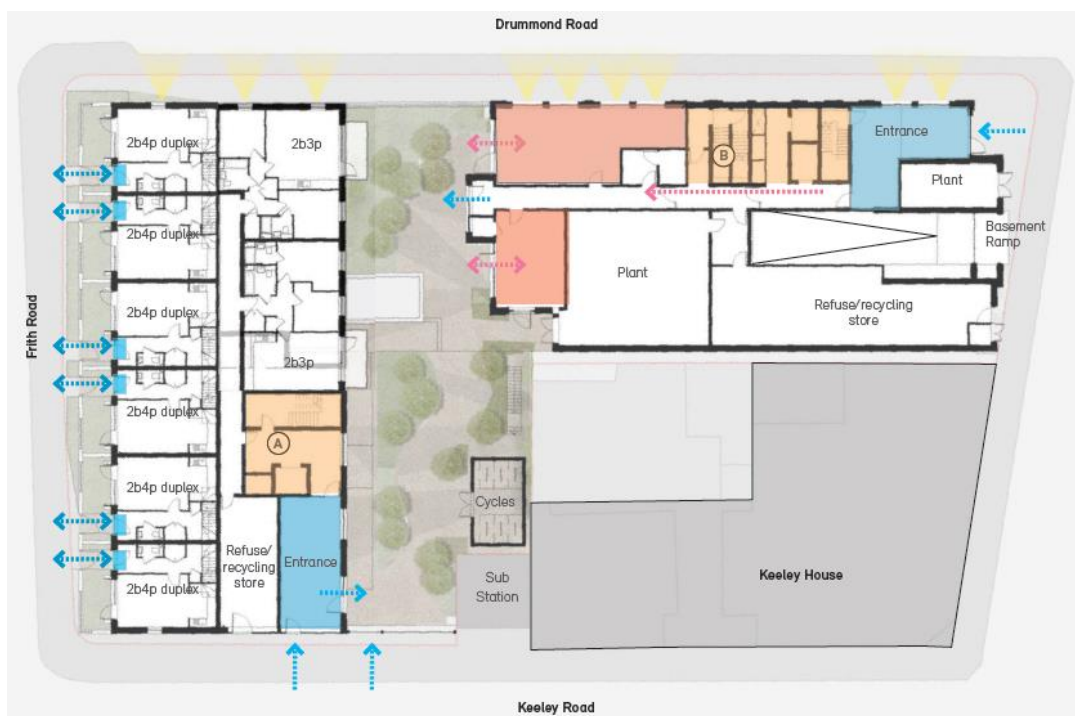 Drummond Road
2b4p duplex
2b3p
Entrance
B
Plant
2b4p duplex
Basement
Ramp
Plant
2b4p duplex
Refuse/recycling
store
Frith Road
2b3p
2b4p duplex
A
2b4p duplex
Cycles
Refuse/
recycling
store
Entrance
2b4p duplex
Sub
Station
Keeley House
Keeley Road